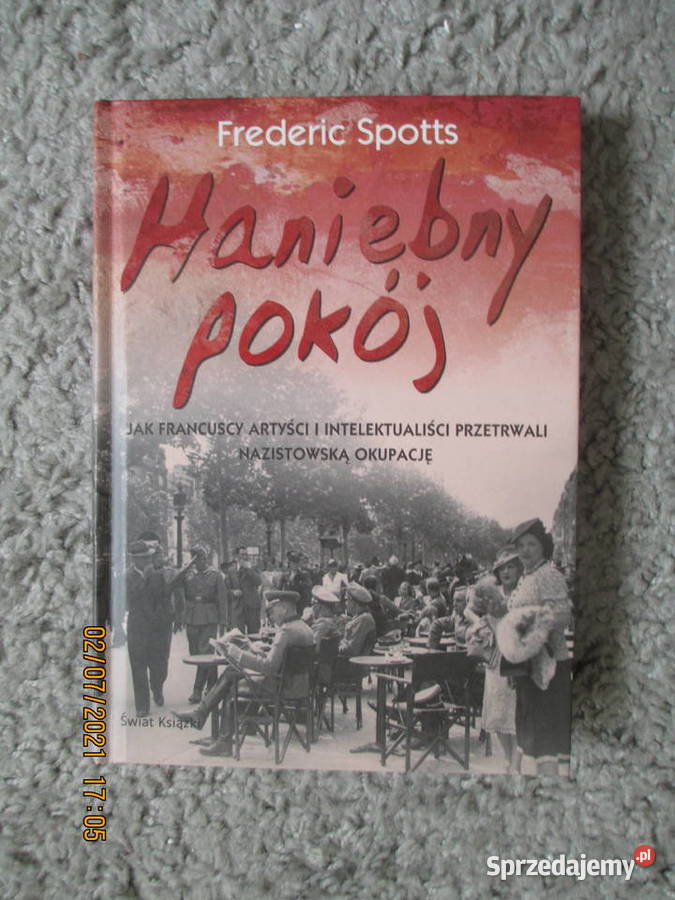 Frederic Spotts
Haniebny
pokój
JAK FRANCUSCY ARTYŚCI I INTELEKTUALIŚCI PRZETRWALI
NAZISTOWSKĄ OKUPACJĘ
Świat Książki
02/07/2021 17:05
Sprzedajemy.pl